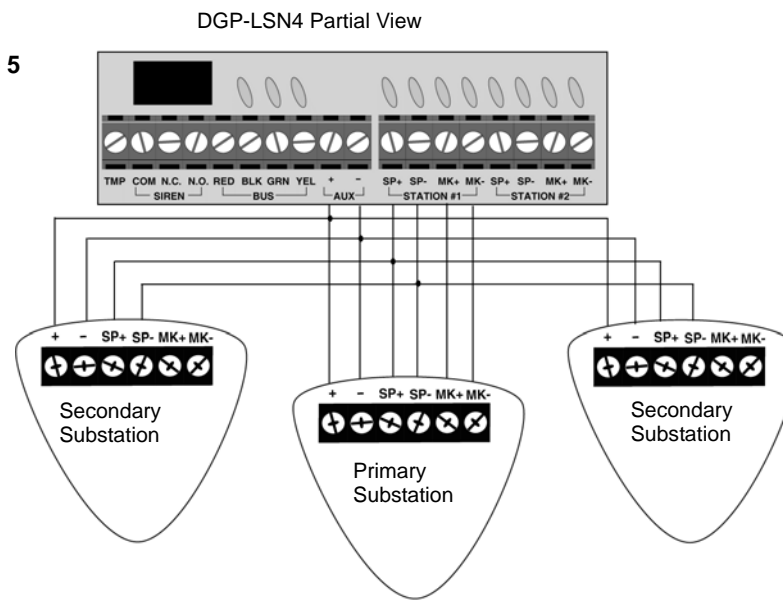 DGP-LSN4 Partial View
5
TMP COM N.C. N.O. RED BLK GRN YEL + - SP+ SP- MK+ MK- SP+ SP- MK+ MK-
SIREN BUS AUX STATION #1 STATION #2
+ - SP+ SP- MK+ MK-
Secondary
Substation
+ - SP+ SP- MK+ MK-
Primary
Substation
+ - SP+ SP- MK+ MK-
Secondary
Substation